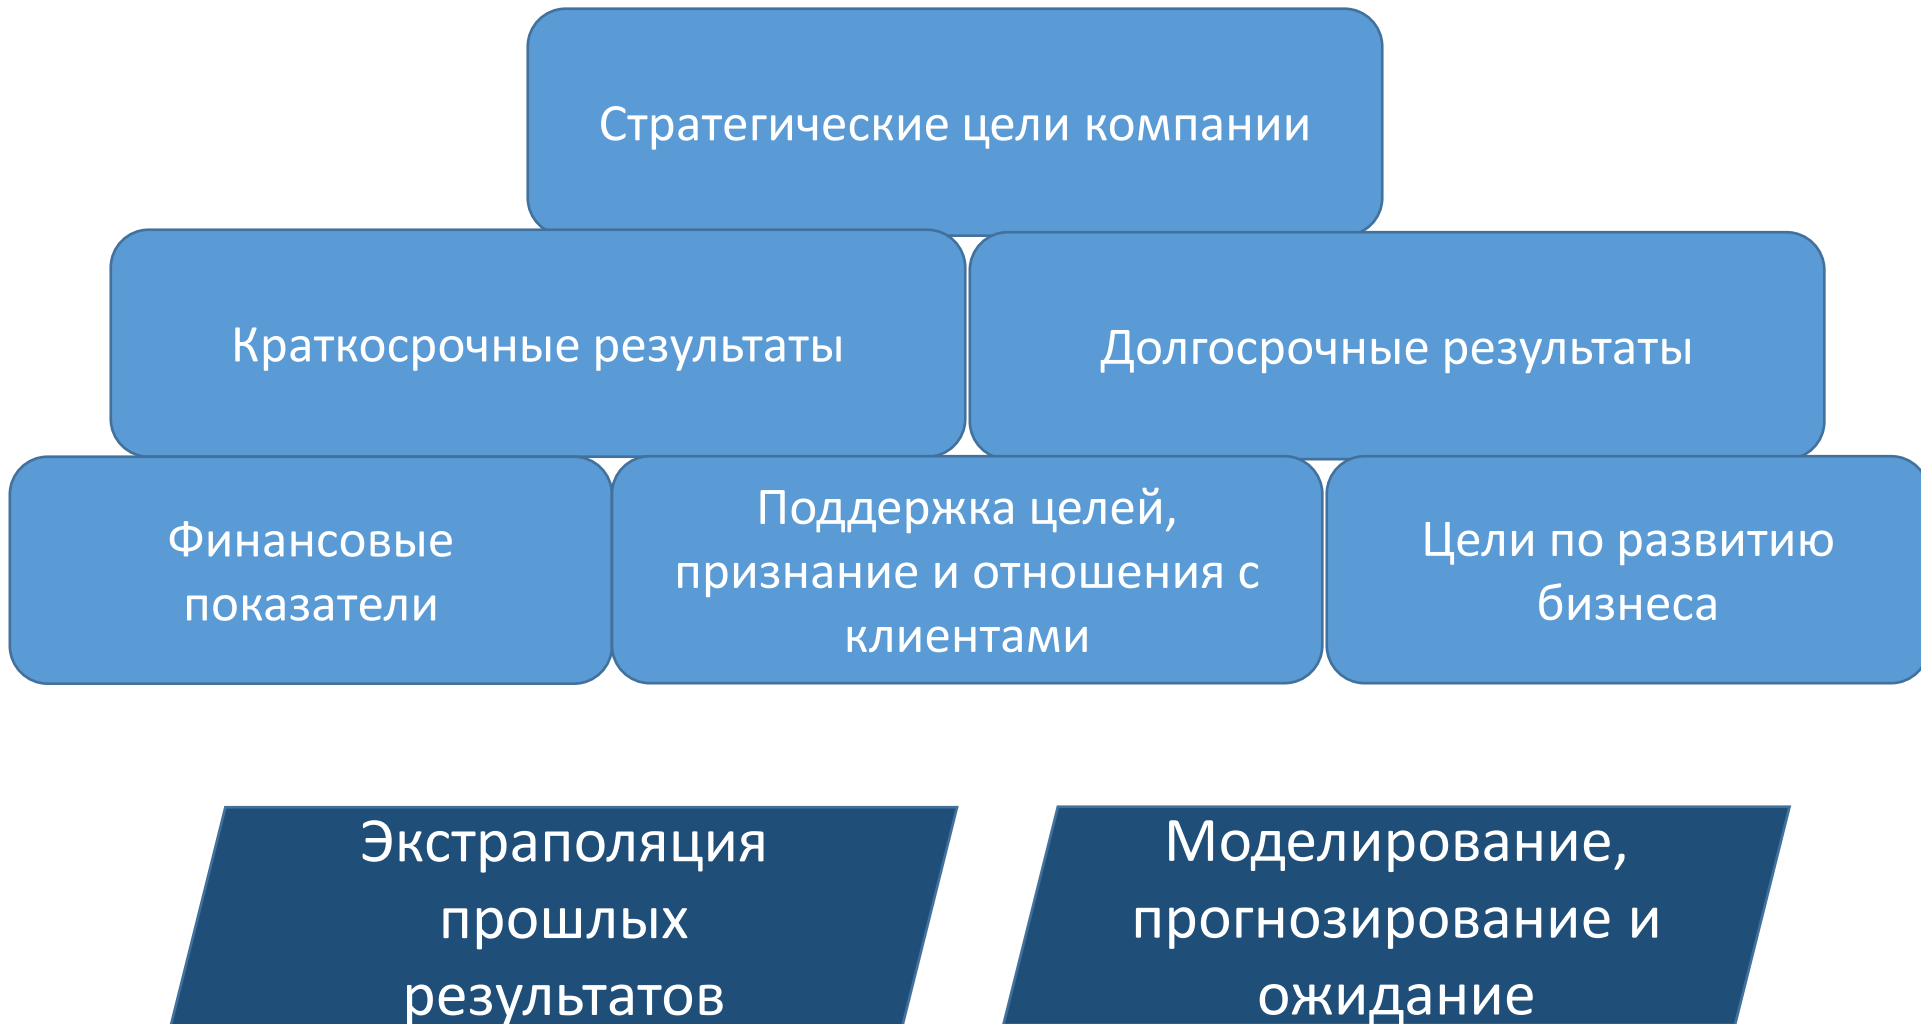 Стратегические цели компании
Краткосрочные результаты
Долгосрочные результаты
Финансовые
показатели
Поддержка целей,
признание и отношения с
клиентами
Цели по развитию
бизнеса
Экстраполяция
прошлых
результатов
Моделирование,
прогнозирование и
ожидание